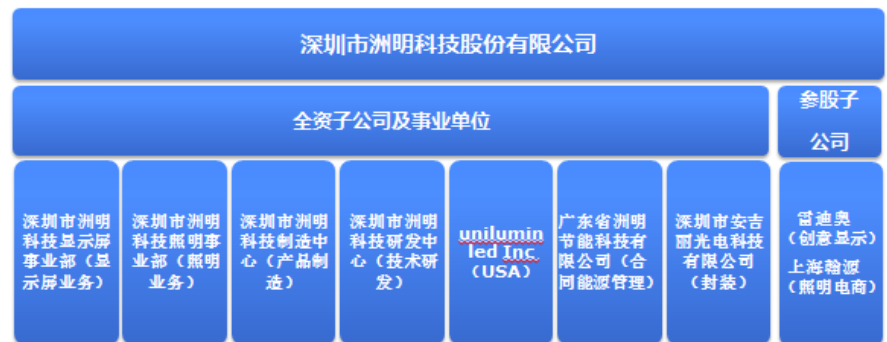 深圳市洲明科技股份有限公司
全资子公司及事业单位
参股子
公司
深圳市洲明
科技显示屏
事业部（显
示屏业务）
深圳市洲明
科技照明事
业部（照明
业务）
深圳市洲明
科技制造中
心（产品制
造）
深圳市洲明
科技研发中
心（技术研
发）
unilumin
led Inc
（USA）
广东省洲明
节能科技有
限公司（合
同能源管理）
深圳市安吉
丽光电科技
有限公司
（封装）
雷迪奥
（创意显示）
上海翰源
（照明电商）